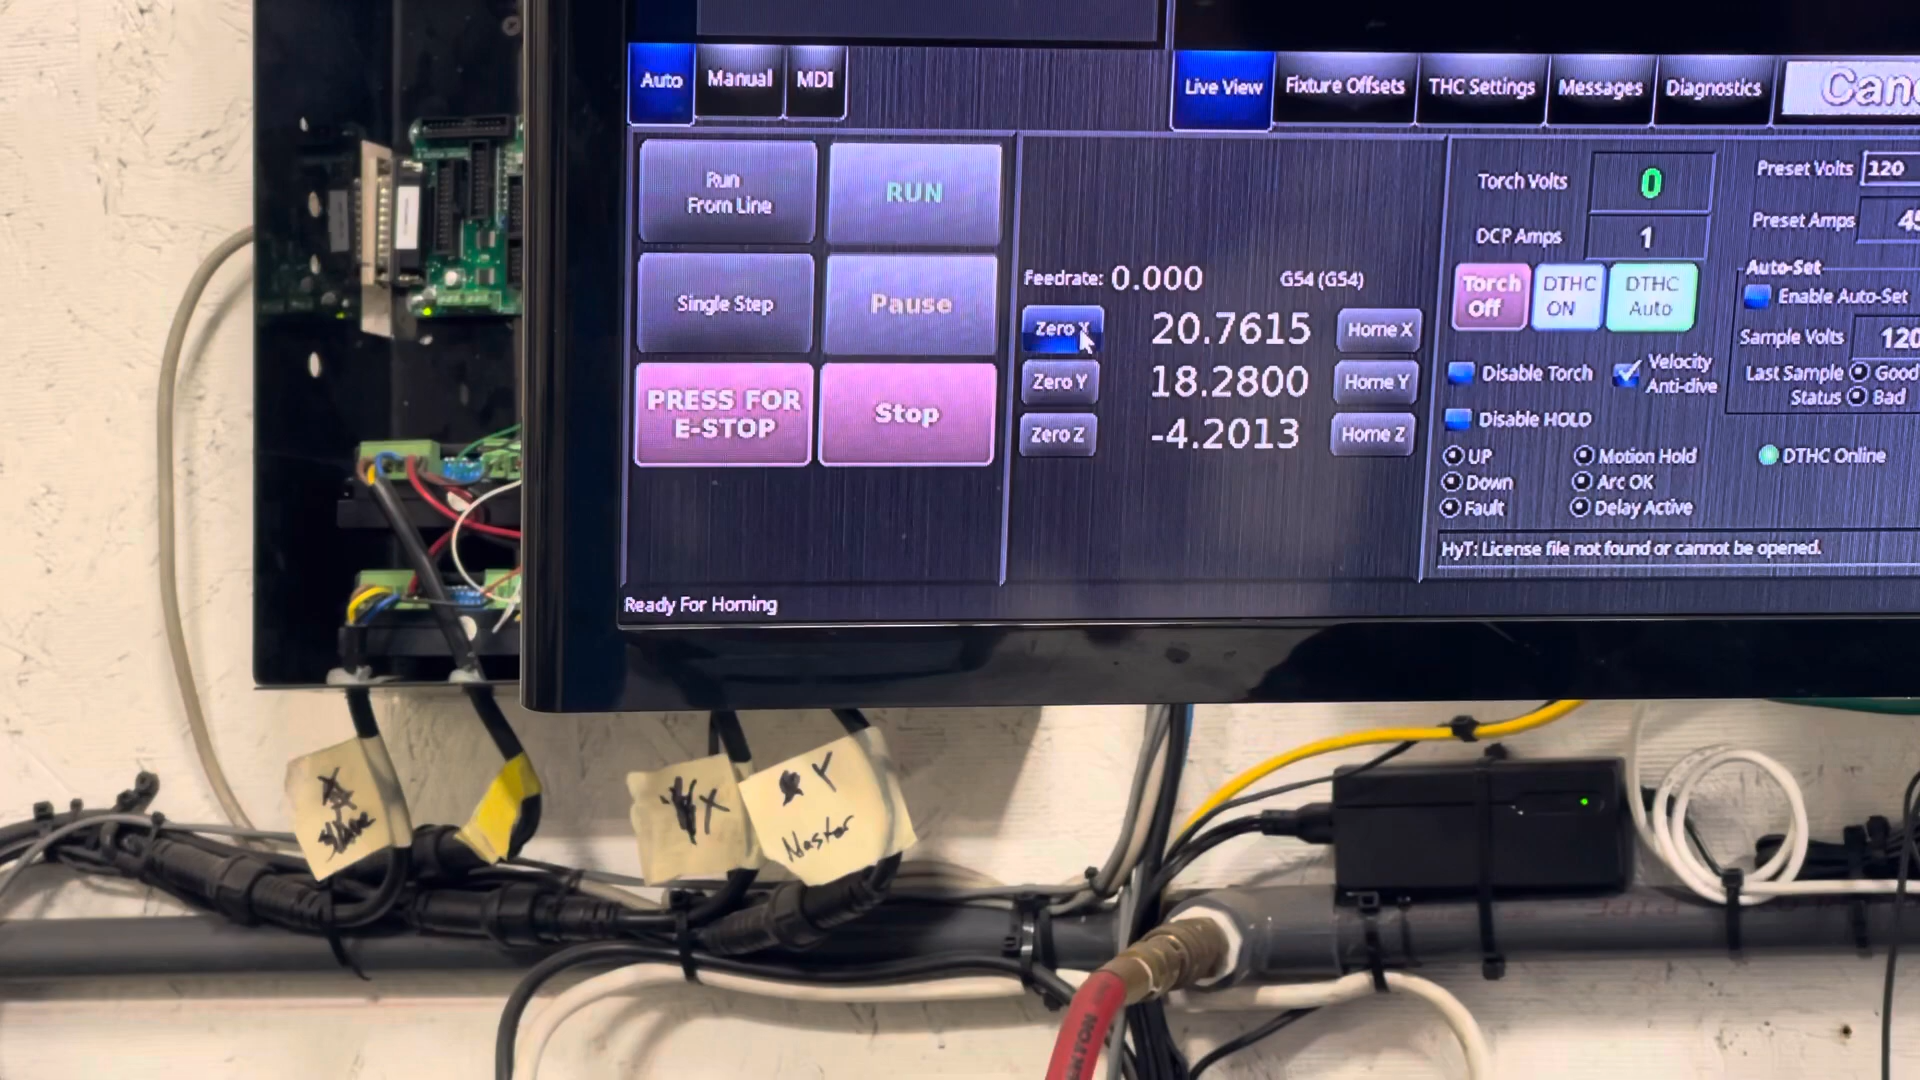 Auto
Manual
MDI
Live View
Fixture Offsets
THC Settings
Messages
Diagnostics
Run
From Line
RUN
Single Step
Pause
PRESS FOR
E-STOP
Stop
Feedrate: 0.000
G54 (G54)
Zero X
20.7615
Home X
Zero Y
18.2800
Home Y
Zero Z
-4.2013
Home Z
Torch Volts
0
DCP Amps
1
Torch
Off
DTHC
ON
DTHC
Auto
Disable Torch
Velocity
Anti-dive
Disable HOLD
UP
Down
Fault
Motion Hold
Arc OK
Delay Active
Preset Volts 120
Preset Amps
Auto-Set
Enable Auto-Set
Sample Volts 120
Last Sample
Status
Good
Bad
DTHC Online
HyT: License file not found or cannot be opened.
Ready For Homing
Slave
X
Y
Master